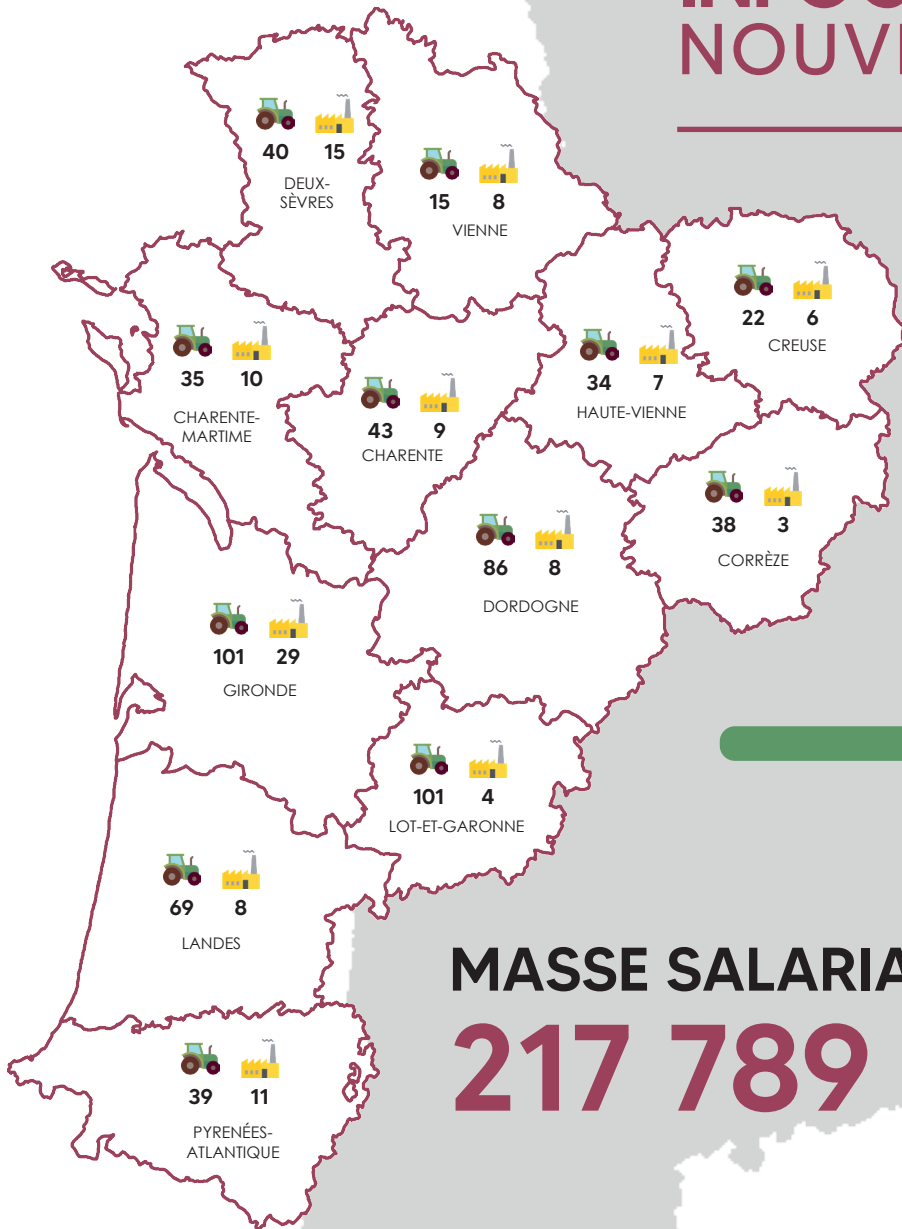 NOUV
40 15
DEUX-
SÈVRES
15 8
VIENNE
22 6
CREUSE
35 10
CHARENTE-
MARTIME
34 7
HAUTE-VIENNE
43 9
CHARENTE
38 3
CORRÈZE
86 8
DORDOGNE
101 29
GIRONDE
101 4
LOT-ET-GARONNE
69 8
LANDES
MASSE SALARIA
217 789
39 11
PYRENÉES-
ATLANTIQUE